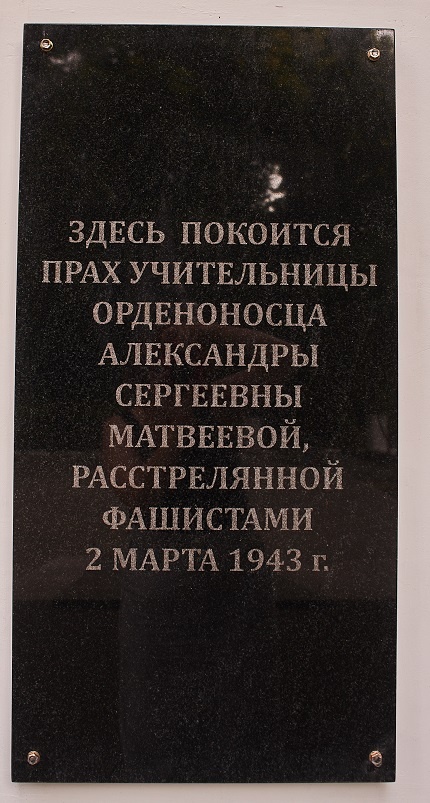 ЗДЕСЬ ПОКОИТСЯ
ПРАХ УЧИТЕЛЬНИЦЫ
ОРДЕНОНОСЦА
АЛЕКСАНДРЫ
СЕРГЕЕВНЫ
МАТВЕЕВОЙ,
РАССТРЕЛЯННОЙ
ФАШИСТАМИ
2 МАРТА 1943 г.